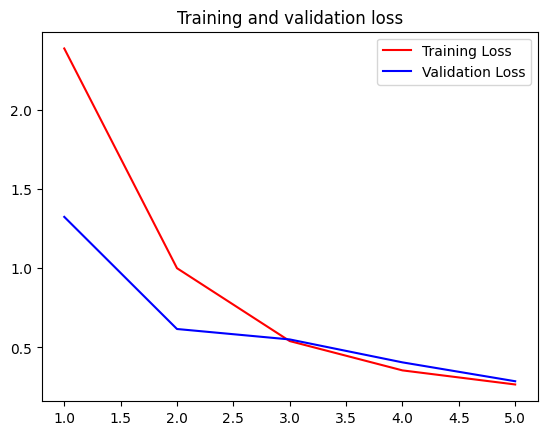 Training and validation loss
Training Loss
Validation Loss
2.0
1.5
1.0
0.5
1.0 1.5 2.0 2.5 3.0 3.5 4.0 4.5 5.0